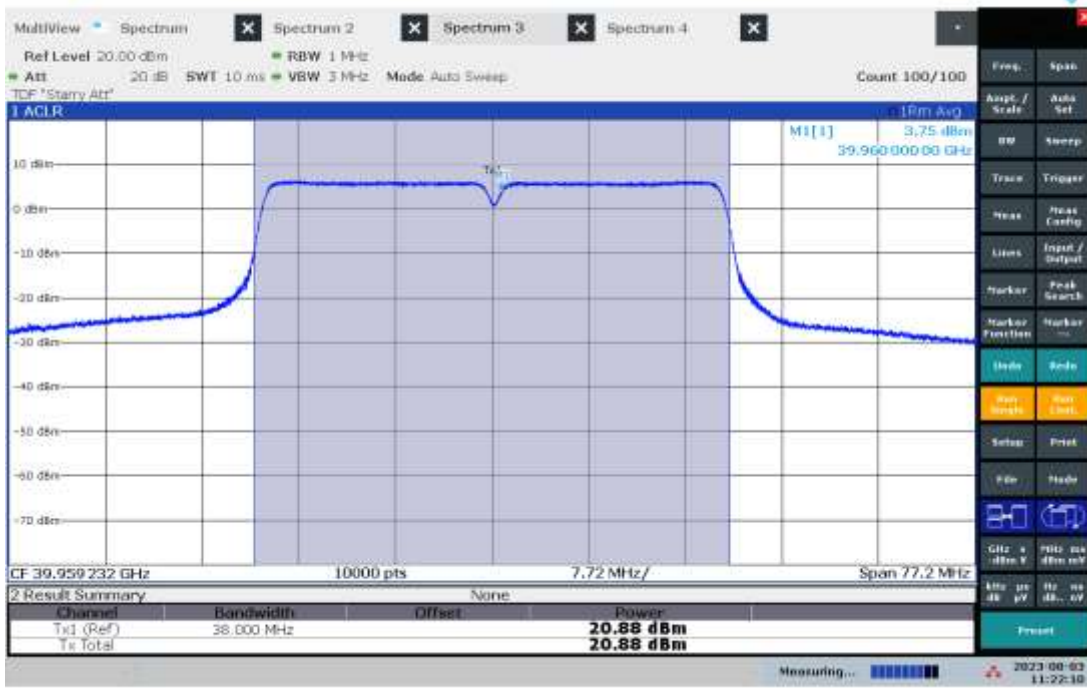 MultiView Spectrum Spectrum 2 Spectrum 3 Spectrum 4
Ref Level 20.00 dBm RBW 1 MHz
Att 20 dB SWT 10 ms VBW 3 MHz Mode Auto Sweep Count 100/100
TDF "Starry Att"
1 ACLR 1Rm Avg
M1[1] 3.75 dBm
39.96000000 GHz
Tx1
10 dBm
0 dBm
-10 dBm
-20 dBm
-30 dBm
-40 dBm
-50 dBm
-60 dBm
-70 dBm
CF 39.959232 GHz 10000 pts 7.72 MHz/ Span 77.2 MHz
2 Result Summary None
Channel Bandwidth Offset Power
Tx1 (Ref) 38.000 MHz 20.88 dBm
Tx Total 20.88 dBm
Measuring...
11:22:10
Freq. Span
Ampt. / Scale Auto Set
BW Sweep
Trace Trigger
Meas Meas Config
Lines Input / Output
Marker Peak Search
Marker Function Marker
Undo Redo
Run Single Run Cont.
Setup Print
File Mode
Preset